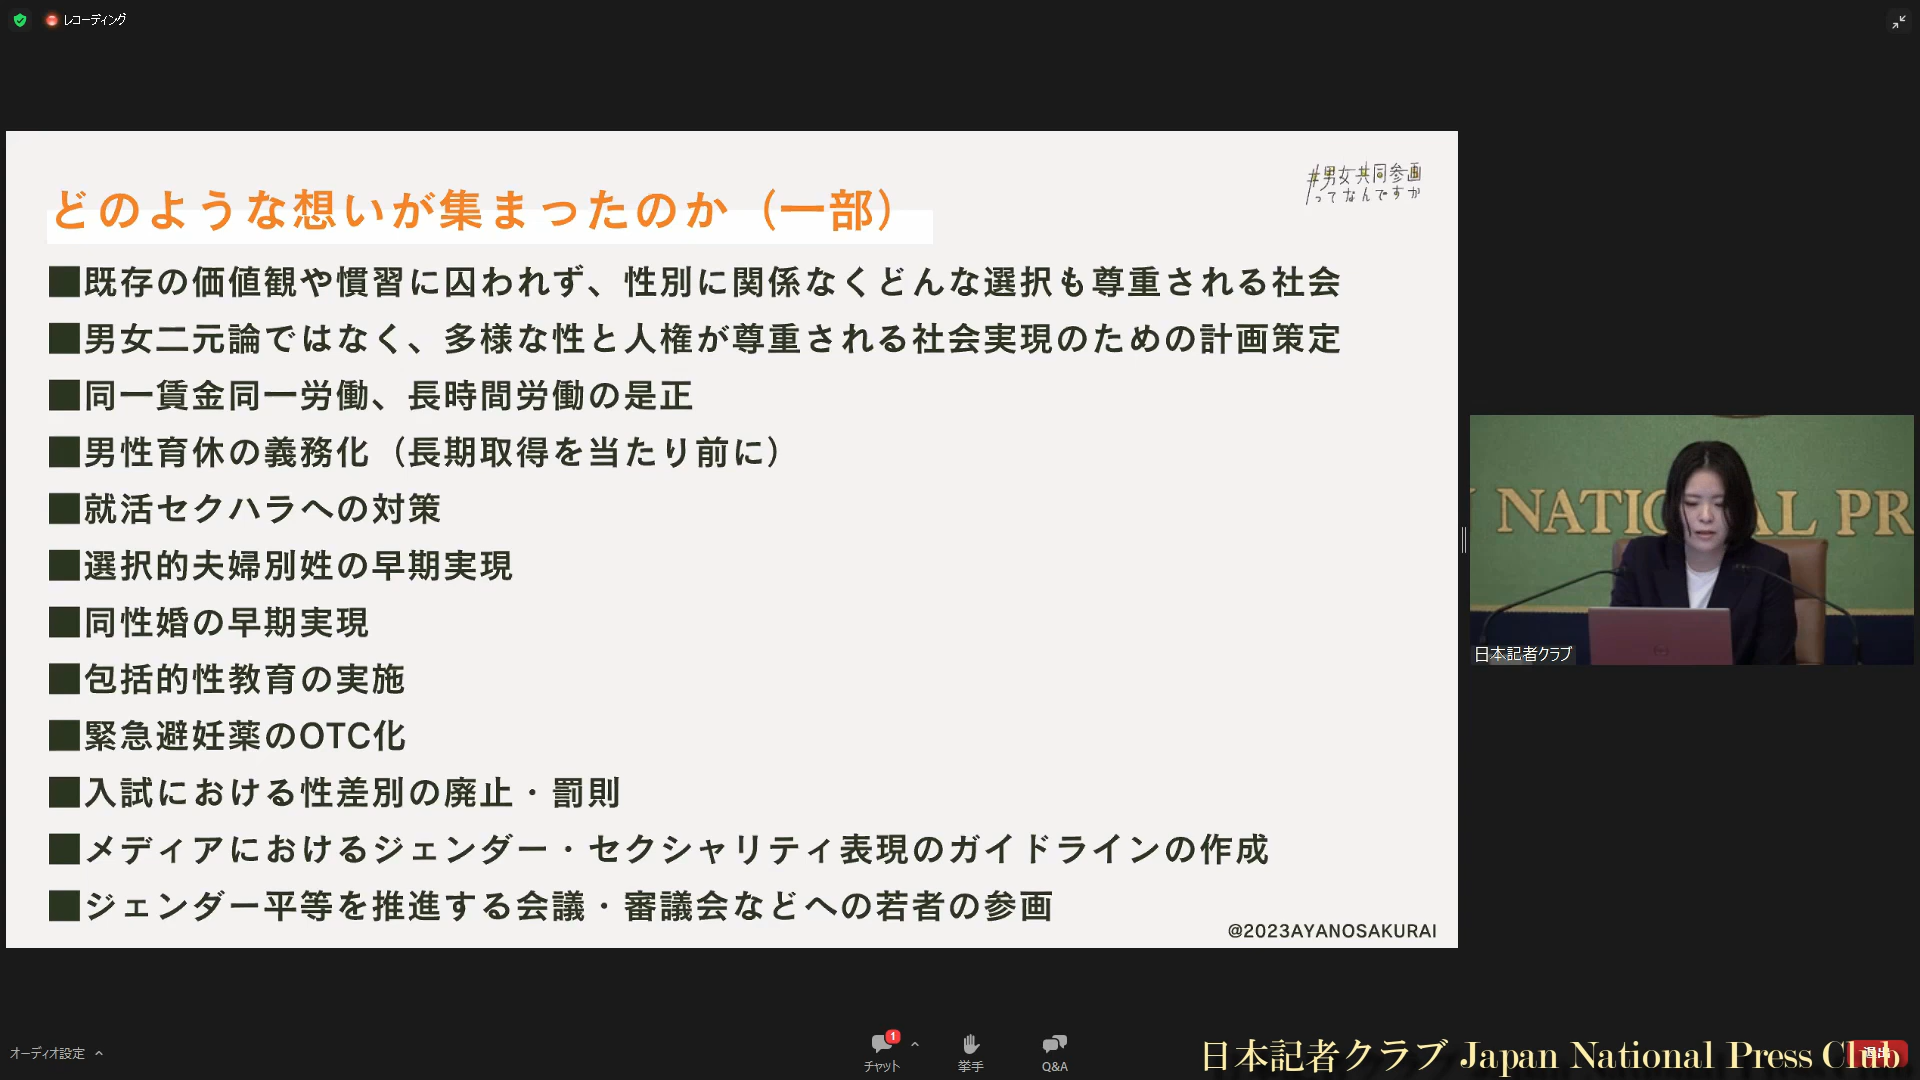 レコーディング
#男女共同参画
ってなんですか
どのような想いが集まったのか（一部）
■既存の価値観や慣習に囚われず、性別に関係なくどんな選択も尊重される社会
■男女二元論ではなく、多様な性と人権が尊重される社会実現のための計画策定
■同一賃金同一労働、長時間労働の是正
■男性育休の義務化（長期取得を当たり前に）
■就活セクハラへの対策
■選択的夫婦別姓の早期実現
■同性婚の早期実現
■包括的性教育の実施
■緊急避妊薬のOTC化
■入試における性差別の廃止・罰則
■メディアにおけるジェンダー・セクシャリティ表現のガイドラインの作成
■ジェンダー平等を推進する会議・審議会などへの若者の参画
@2023AYANOSAKURAI
NATIONAL PR
日本記者クラブ
オーディオ設定
1
チャット
挙手
Q&A
日本記者クラブ Japan National Press Club
退出